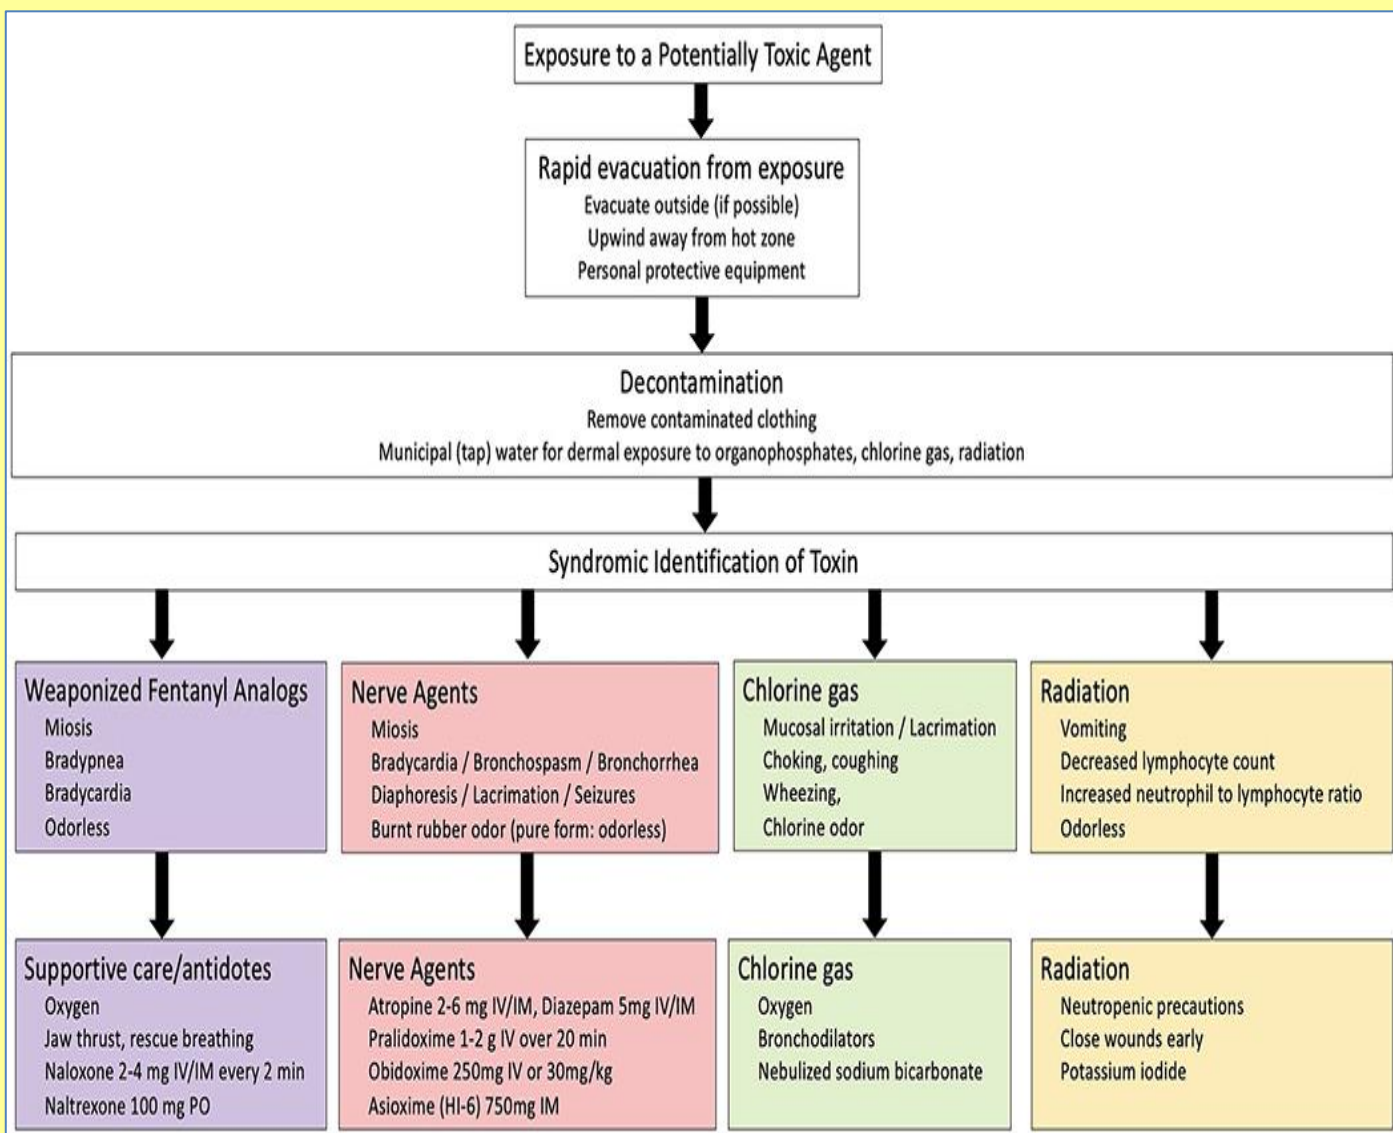 Exposure to a Potentially Toxic Agent
Rapid evacuation from exposure
Evacuate outside (if possible)
Upwind away from hot zone
Personal protective equipment
Decontamination
Remove contaminated clothing
Municipal (tap) water for dermal exposure to organophosphates, chlorine gas, radiation
Syndromic Identification of Toxin
Weaponized Fentanyl Analogs
Miosis
Bradypnea
Bradycardia
Odorless
Nerve Agents
Miosis
Bradycardia / Bronchospasm / Bronchorrhea
Diaphoresis / Lacrimation / Seizures
Burnt rubber odor (pure form: odorless)
Chlorine gas
Mucosal irritation / Lacrimation
Choking, coughing
Wheezing,
Chlorine odor
Radiation
Vomiting
Decreased lymphocyte count
Increased neutrophil to lymphocyte ratio
Odorless
Supportive care/antidotes
Oxygen
Jaw thrust, rescue breathing
Naloxone 2-4 mg IV/IM every 2 min
Naltrexone 100 mg PO
Nerve Agents
Atropine 2-6 mg IV/IM, Diazepam 5mg IV/IM
Pralidoxime 1-2 g IV over 20 min
Obidoxime 250mg IV or 30mg/kg
Asioxime (HI-6) 750mg IM
Chlorine gas
Oxygen
Bronchodilators
Nebulized sodium bicarbonate
Radiation
Neutropenic precautions
Close wounds early
Potassium iodide